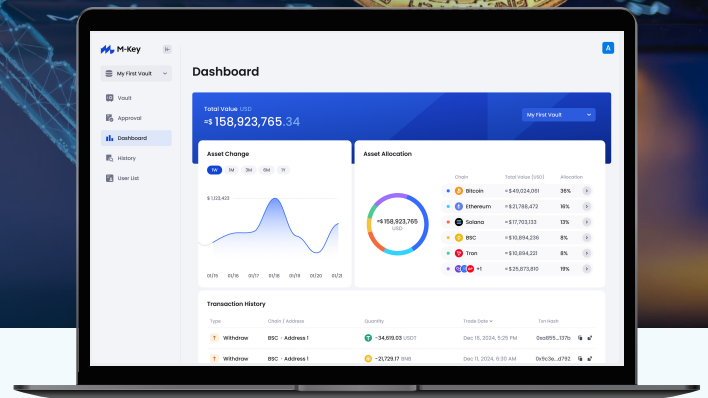 M-Key
A
My First Vault
Dashboard
Vault
Approval
Dashboard
History
User List
Total Value USD
≈$158,923,765.34
My First Vault
Asset Change
1W 1M 3M 6M 1Y
$1,123,423
01/15 01/16 01/17 01/18 01/19 01/20 01/21
Asset Allocation
≈$158,923,765
USD
Chain Total Value (USD) Allocation
Bitcoin ≈$49,024,061 36%
Ethereum ≈$21,788,472 16%
Solana ≈$17,703,133 13%
BSC ≈$10,894,236 8%
Tron ≈$10,894,221 8%
+1 ≈$25,873,810 19%
Transaction History
Type Chain / Address Quantity Trade Date Txn Hash
Withdraw BSC · Address 1 -34,619.03 USDT Dec 16, 2024, 5:25 PM 0xa855...137b
Withdraw BSC · Address 1 -21,729.17 BNB Dec 11, 2024, 6:30 AM 0x9c3e...d792